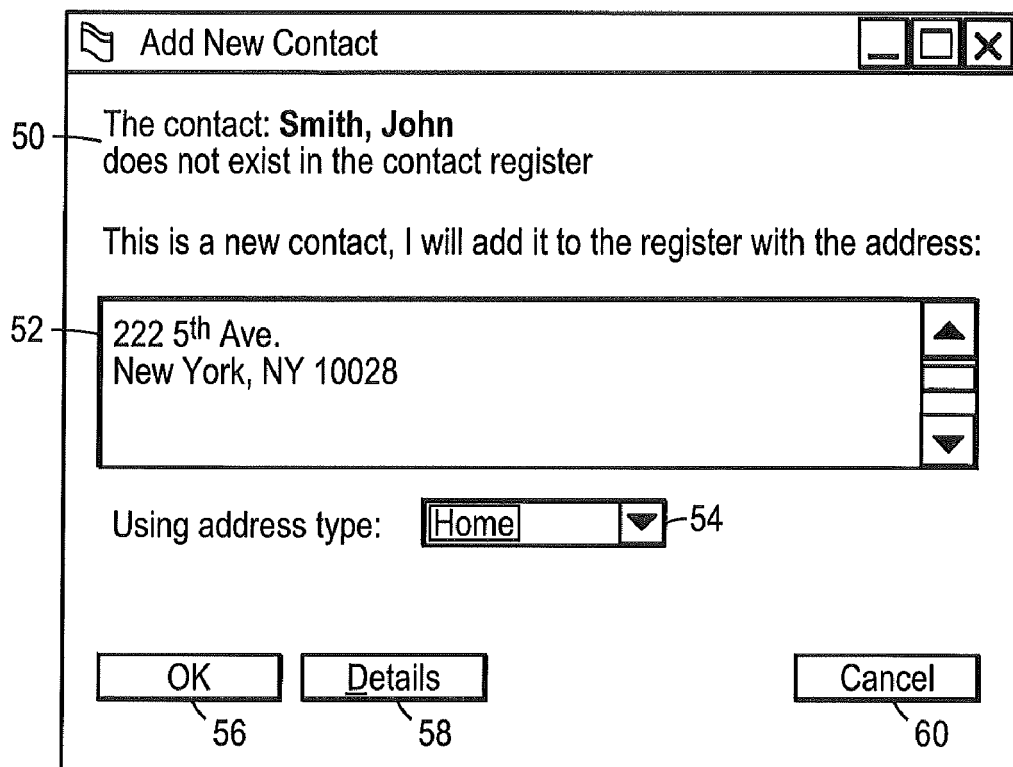 Add New Contact
50
The contact: Smith, John
does not exist in the contact register
This is a new contact, I will add it to the register with the address:
52
222 5th Ave.
New York, NY 10028
Using address type: Home 54
OK Details Cancel
56 58 60